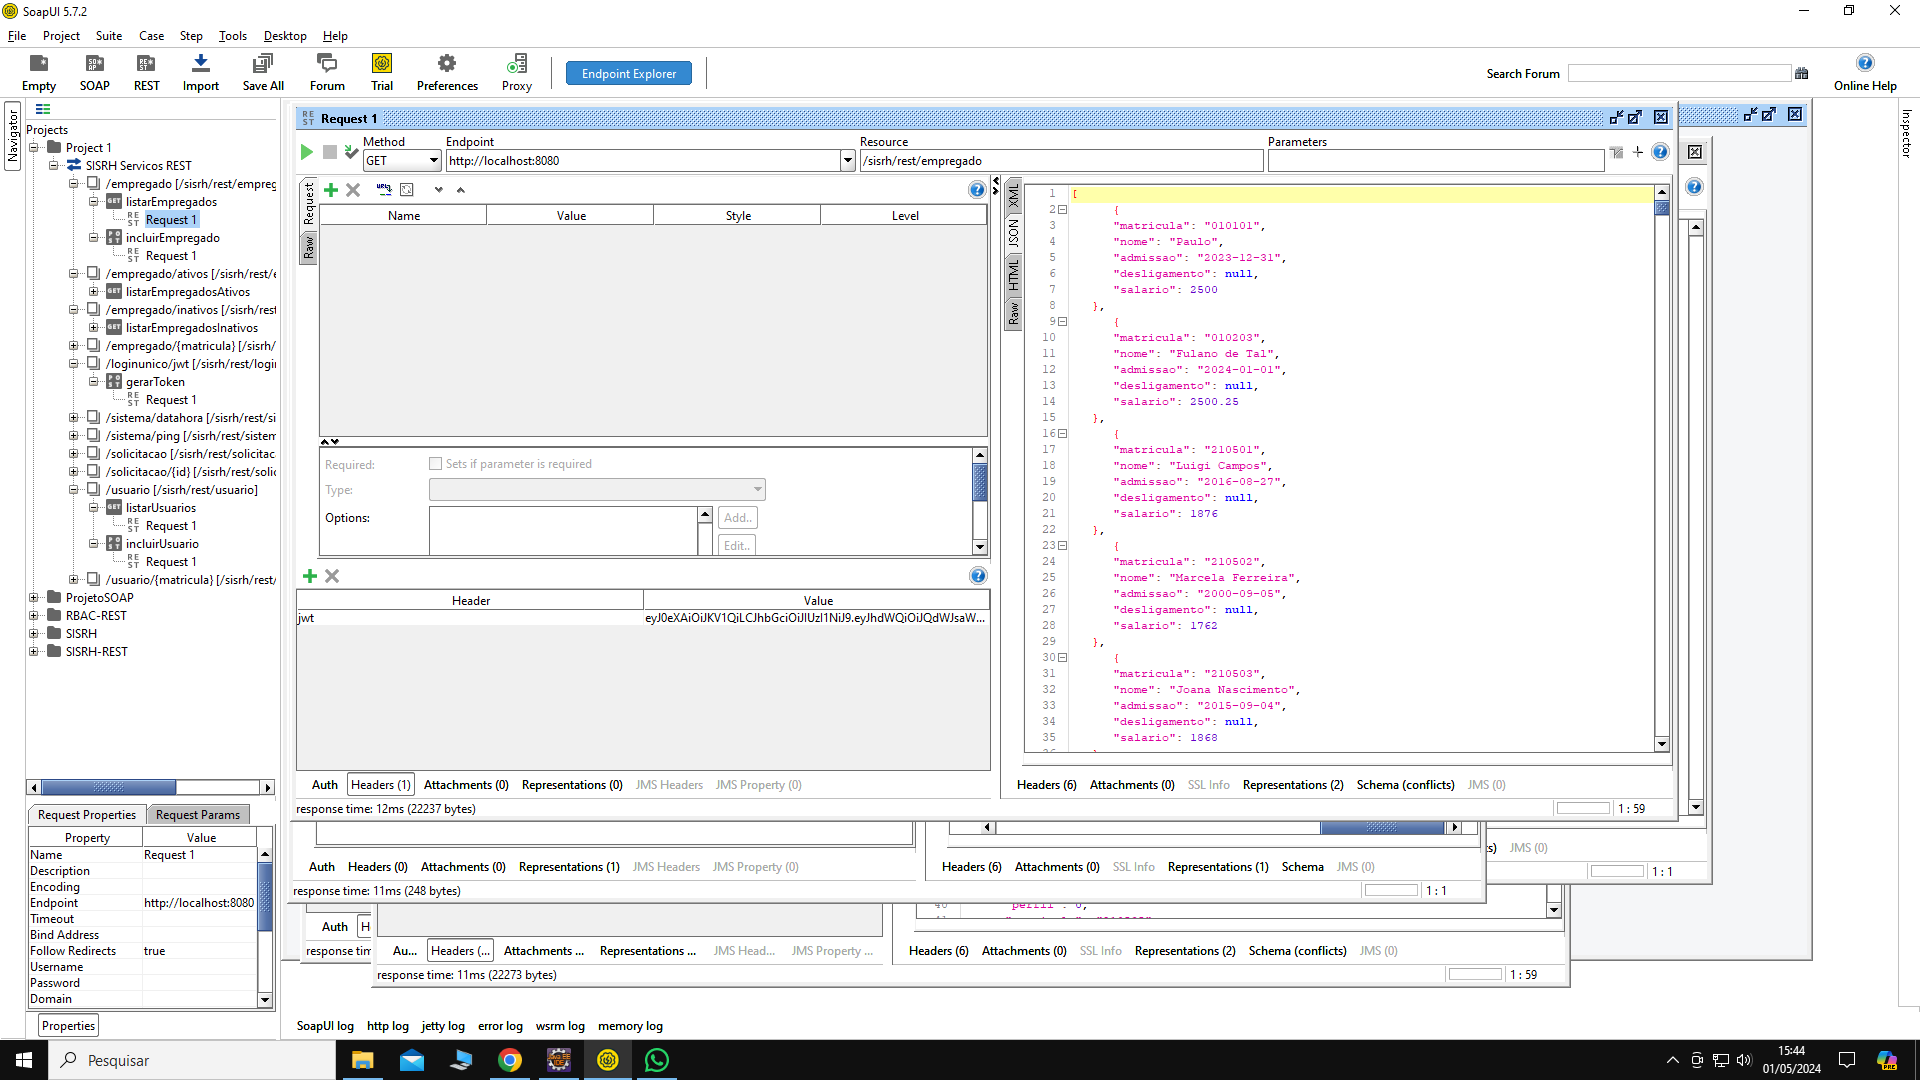 SoapUI 5.7.2
File Project Suite Case Step Tools Desktop Help
Empty SOAP REST Import Save All Forum Trial Preferences Proxy Endpoint Explorer Search Forum Online Help
Navigator
Projects
Project 1
SISRH Servicos REST
/empregado [/sisrh/rest/empreg
listarEmpregados
Request 1
incluirEmpregado
Request 1
/empregado/ativos [/sisrh/rest/e
listarEmpregadosAtivos
/empregado/inativos [/sisrh/rest
listarEmpregadosInativos
/empregado/{matricula} [/sisrh/
/loginunico/jwt [/sisrh/rest/logi
gerarToken
Request 1
/sistema/datahora [/sisrh/rest/si
/sistema/ping [/sisrh/rest/sistem
/solicitacao [/sisrh/rest/solicitac
/solicitacao/{id} [/sisrh/rest/soli
/usuario [/sisrh/rest/usuario]
listarUsuarios
Request 1
incluirUsuario
Request 1
/usuario/{matricula} [/sisrh/rest/
ProjetoSOAP
RBAC-REST
SISRH
SISRH-REST
Request Properties Request Params
Property Value
Name Request 1
Description
Encoding
Endpoint http://localhost:8080
Timeout
Bind Address
Follow Redirects true
Username
Password
Domain
Properties
Request 1
Method Endpoint Resource Parameters
GET http://localhost:8080 /sisrh/rest/empregado
Request
Raw
Name Value Style Level
Required: Sets if parameter is required
Type:
Options: Add..
Edit..
Header Value
jwt eyJ0eXAiOiJKV1QiLCJhbGciOiJIUzI1NiJ9.eyJhdWQiOiJQdWJsaW...
Auth Headers (1) Attachments (0) Representations (0) JMS Headers JMS Property (0)
response time: 12ms (22237 bytes)
XML
JSON
HTML
Raw
1 [
2 {
3 "matricula": "010101",
4 "nome": "Paulo",
5 "admissao": "2023-12-31",
6 "desligamento": null,
7 "salario": 2500
8 },
9 {
10 "matricula": "010203",
11 "nome": "Fulano de Tal",
12 "admissao": "2024-01-01",
13 "desligamento": null,
14 "salario": 2500.25
15 },
16 {
17 "matricula": "210501",
18 "nome": "Luigi Campos",
19 "admissao": "2016-08-27",
20 "desligamento": null,
21 "salario": 1876
22 },
23 {
24 "matricula": "210502",
25 "nome": "Marcela Ferreira",
26 "admissao": "2000-09-05",
27 "desligamento": null,
28 "salario": 1762
29 },
30 {
31 "matricula": "210503",
32 "nome": "Joana Nascimento",
33 "admissao": "2015-09-04",
34 "desligamento": null,
35 "salario": 1868
Headers (6) Attachments (0) SSL Info Representations (2) Schema (conflicts) JMS (0)
1 : 59
Inspector
Auth Headers (0) Attachments (0) Representations (1) JMS Headers JMS Property (0)
response time: 11ms (248 bytes)
Headers (6) Attachments (0) SSL Info Representations (1) Schema JMS (0)
1 : 1
s) JMS (0)
1 : 1
Auth H
response tim
Au... Headers (... Attachments ... Representations ... JMS Head... JMS Property ...
response time: 11ms (22273 bytes)
Headers (6) Attachments (0) SSL Info Representations (2) Schema (conflicts) JMS (0)
1 : 59
SoapUI log http log jetty log error log wsrm log memory log
Pesquisar
15:44
01/05/2024